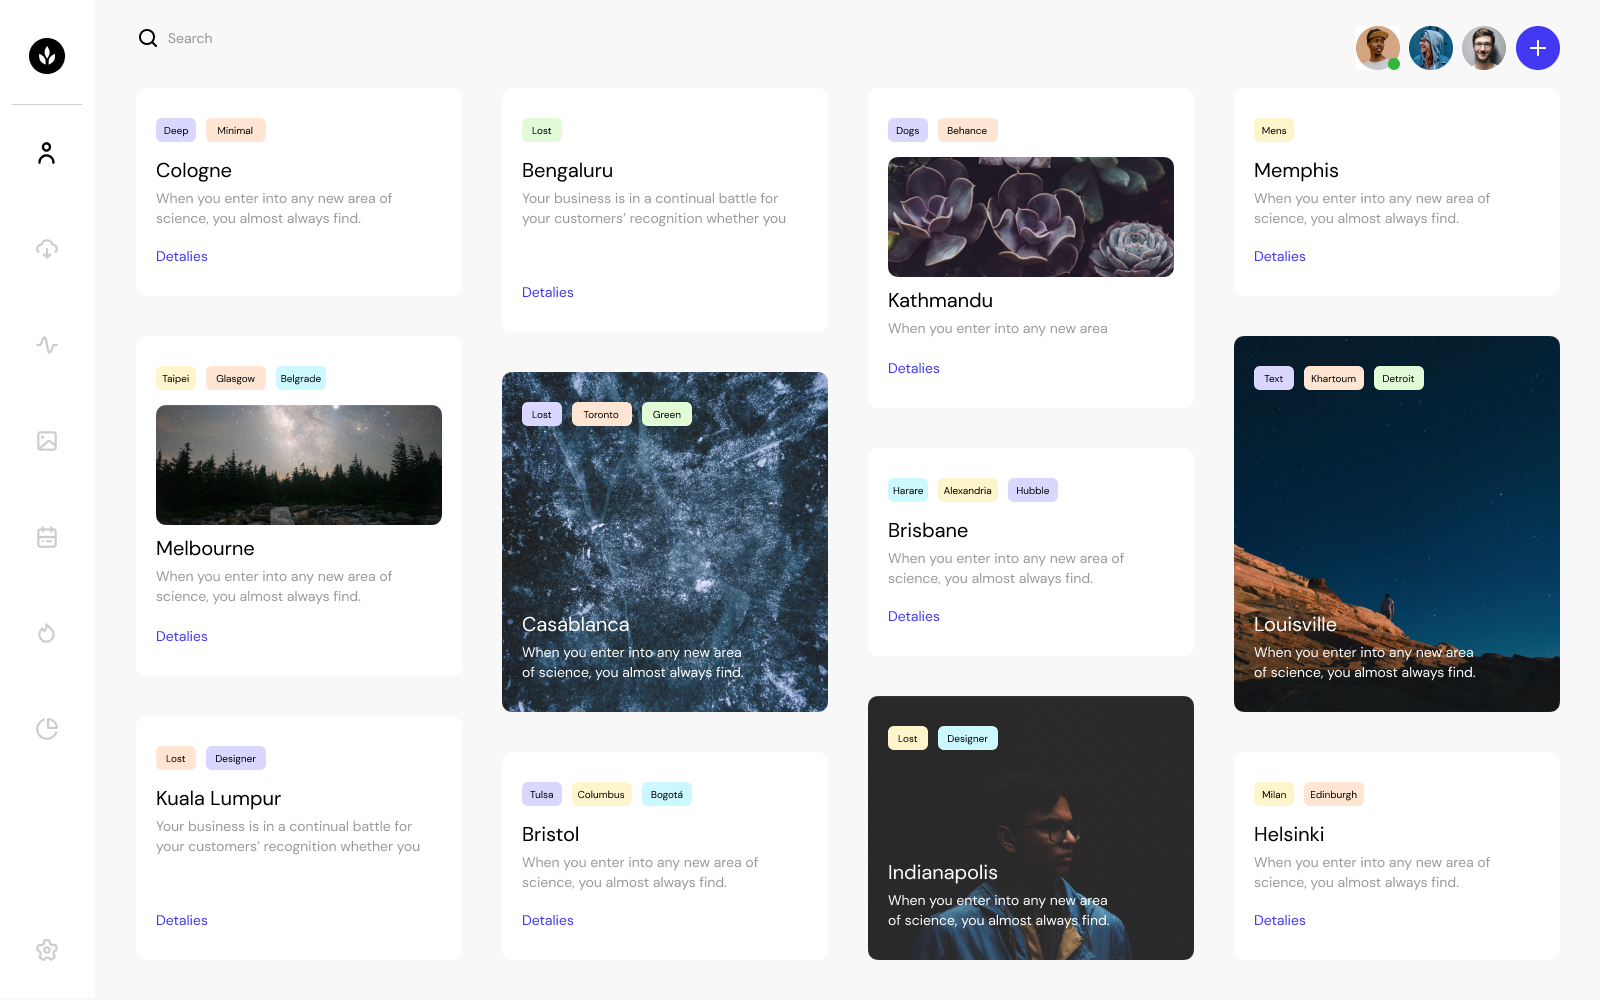 Search
Deep
Minimal
Cologne
When you enter into any new area of
science, you almost always find.
Detalies
Taipei
Glasgow
Belgrade
Melbourne
When you enter into any new area of
science, you almost always find.
Detalies
Lost
Designer
Kuala Lumpur
Your business is in a continual battle for
your customers’ recognition whether you
Detalies
Lost
Bengaluru
Your business is in a continual battle for
your customers’ recognition whether you
Detalies
Lost
Toronto
Green
Casablanca
When you enter into any new area
of science, you almost always find.
Tulsa
Columbus
Bogotá
Bristol
When you enter into any new area of
science, you almost always find.
Detalies
Dogs
Behance
Kathmandu
When you enter into any new area
Detalies
Harare
Alexandria
Hubble
Brisbane
When you enter into any new area of
science, you almost always find.
Detalies
Lost
Designer
Indianapolis
When you enter into any new area
of science, you almost always find.
Mens
Memphis
When you enter into any new area of
science, you almost always find.
Detalies
Text
Khartoum
Detroit
Louisville
When you enter into any new area
of science, you almost always find.
Milan
Edinburgh
Helsinki
When you enter into any new area of
science, you almost always find.
Detalies